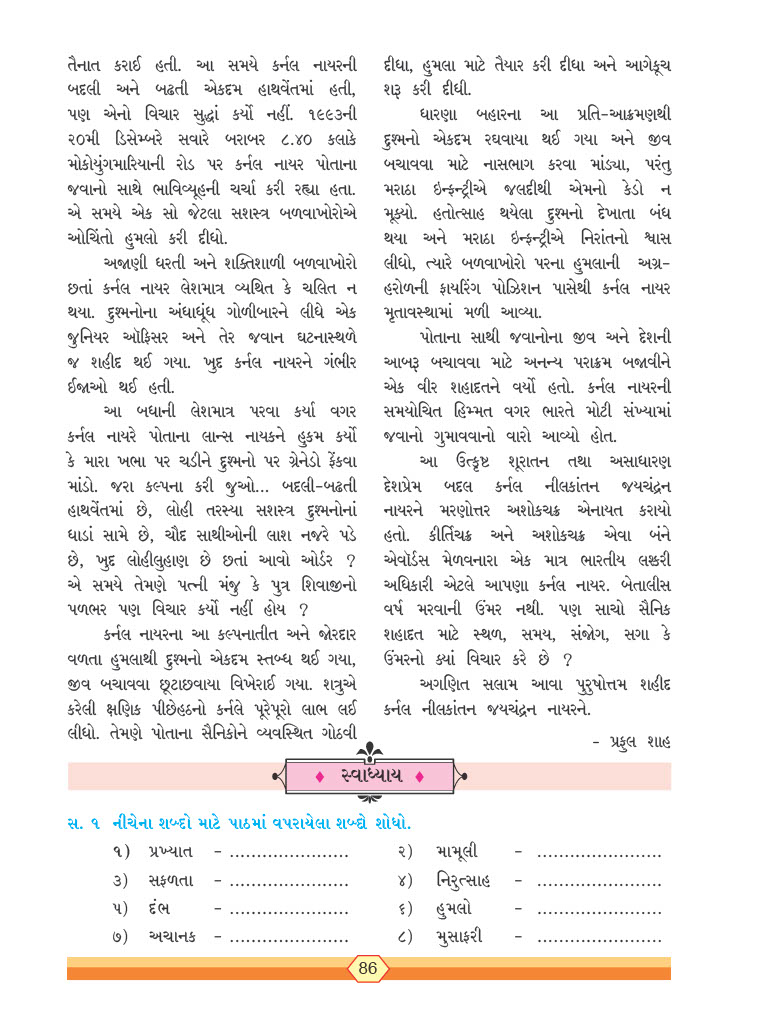 તૈનાત કરાઈ હતી. આ સમયે કર્નલ નાયરની
બદલી અને બઢતી એકદમ હાથવેંતમાં હતી,
પણ એનો વિચાર સુદ્ધાં કર્યો નહીં. ૧૯૯૩ની
૨૦મી ડિસેમ્બરે સવારે બરાબર ૮.૪૦ કલાકે
મોકોયુંગમારિયાની રોડ પર કર્નલ નાયર પોતાના
જવાનો સાથે ભાવિવ્યૂહની ચર્ચા કરી રહ્યા હતા.
એ સમયે એક સો જેટલા સશસ્ત્ર બળવાખોરોએ
ઓચિંતો હુમલો કરી દીધો.
અજાણી ધરતી અને શક્તિશાળી બળવાખોરો
છતાં કર્નલ નાયર લેશમાત્ર વ્યથિત કે ચલિત ન
થયા. દુશ્મનોના અંધાધૂંધ ગોળીબારને લીધે એક
જુનિયર ઑફિસર અને તેર જવાન ઘટનાસ્થળે
જ શહીદ થઈ ગયા. ખુદ કર્નલ નાયરને ગંભીર
ઈજાઓ થઈ હતી.
આ બધાની લેશમાત્ર પરવા કર્યા વગર
કર્નલ નાયરે પોતાના લાન્સ નાયકને હુકમ કર્યો
કે મારા ખભા પર ચડીને દુશ્મનો પર ગ્રેનેડો ફેંકવા
માંડો. જરા કલ્પના કરી જુઓ... બદલી-બઢતી
હાથવેંતમાં છે, લોહી તરસ્યા સશસ્ત્ર દુશ્મનોનાં
ધાડાં સામે છે, ચૌદ સાથીઓની લાશ નજરે પડે
છે, ખુદ લોહીલુહાણ છે છતાં આવો ઓર્ડર ?
એ સમયે તેમણે પત્ની મંજુ કે પુત્ર શિવાજીનો
પળભર પણ વિચાર કર્યો નહીં હોય ?
કર્નલ નાયરના આ કલ્પનાતીત અને જોરદાર
વળતા હુમલાથી દુશ્મનો એકદમ સ્તબ્ધ થઈ ગયા,
જીવ બચાવવા છૂટાછવાયા વિખેરાઈ ગયા. શત્રુએ
કરેલી ક્ષણિક પીછેહઠનો કર્નલે પૂરેપૂરો લાભ લઈ
લીધો. તેમણે પોતાના સૈનિકોને વ્યવસ્થિત ગોઠવી
દીધા, હુમલા માટે તૈયાર કરી દીધા અને આગેકૂચ
શરૂ કરી દીધી.
ધારણા બહારના આ પ્રતિ-આક્રમણથી
દુશ્મનો એકદમ રઘવાયા થઈ ગયા અને જીવ
બચાવવા માટે નાસભાગ કરવા માંડ્યા, પરંતુ
મરાઠા ઇન્ફન્ટ્રીએ જલદીથી એમનો કેડો ન
મૂક્યો. હતોત્સાહ થયેલા દુશ્મનો દેખાતા બંધ
થયા અને મરાઠા ઇન્ફન્ટ્રીએ નિરાંતનો શ્વાસ
લીધો, ત્યારે બળવાખોરો પરના હુમલાની અગ્ર-
હરોળની ફાયરિંગ પોઝિશન પાસેથી કર્નલ નાયર
મૃતાવસ્થામાં મળી આવ્યા.
પોતાના સાથી જવાનોના જીવ અને દેશની
આબરૂ બચાવવા માટે અનન્ય પરાક્રમ બજાવીને
એક વીર શહાદતને વર્યો હતો. કર્નલ નાયરની
સમયોચિત હિમ્મત વગર ભારતે મોટી સંખ્યામાં
જવાનો ગુમાવવાનો વારો આવ્યો હોત.
આ ઉત્કૃષ્ટ શૂરાતન તથા અસાધારણ
દેશપ્રેમ બદલ કર્નલ નીલકાંતન જયચંદ્રન
નાયરને મરણોત્તર અશોકચક્ર એનાયત કરાયો
હતો. કીર્તિચક્ર અને અશોકચક્ર એવા બંને
એવૉર્ડસ મેળવનારા એક માત્ર ભારતીય લશ્કરી
અધિકારી એટલે આપણા કર્નલ નાયર. બેતાલીસ
વર્ષ મરવાની ઉંમર નથી. પણ સાચો સૈનિક
શહાદત માટે સ્થળ, સમય, સંજોગ, સગા કે
ઉંમરનો ક્યાં વિચાર કરે છે ?
અગણિત સલામ આવા પુરુષોત્તમ શહીદ
કર્નલ નીલકાંતન જયચંદ્રન નાયરને.
- પ્રફુલ શાહ
♦ સ્વાધ્યાય ♦
સ. ૧ નીચેના શબ્દો માટે પાઠમાં વપરાયેલા શબ્દો શોધો.
૧) પ્રખ્યાત - ...................... ૨) મામૂલી - .......................
૩) સફળતા - ...................... ૪) નિરુત્સાહ - .......................
૫) દંભ - ...................... ૬) હુમલો - .......................
૭) અચાનક - ...................... ૮) મુસાફરી - .......................
86